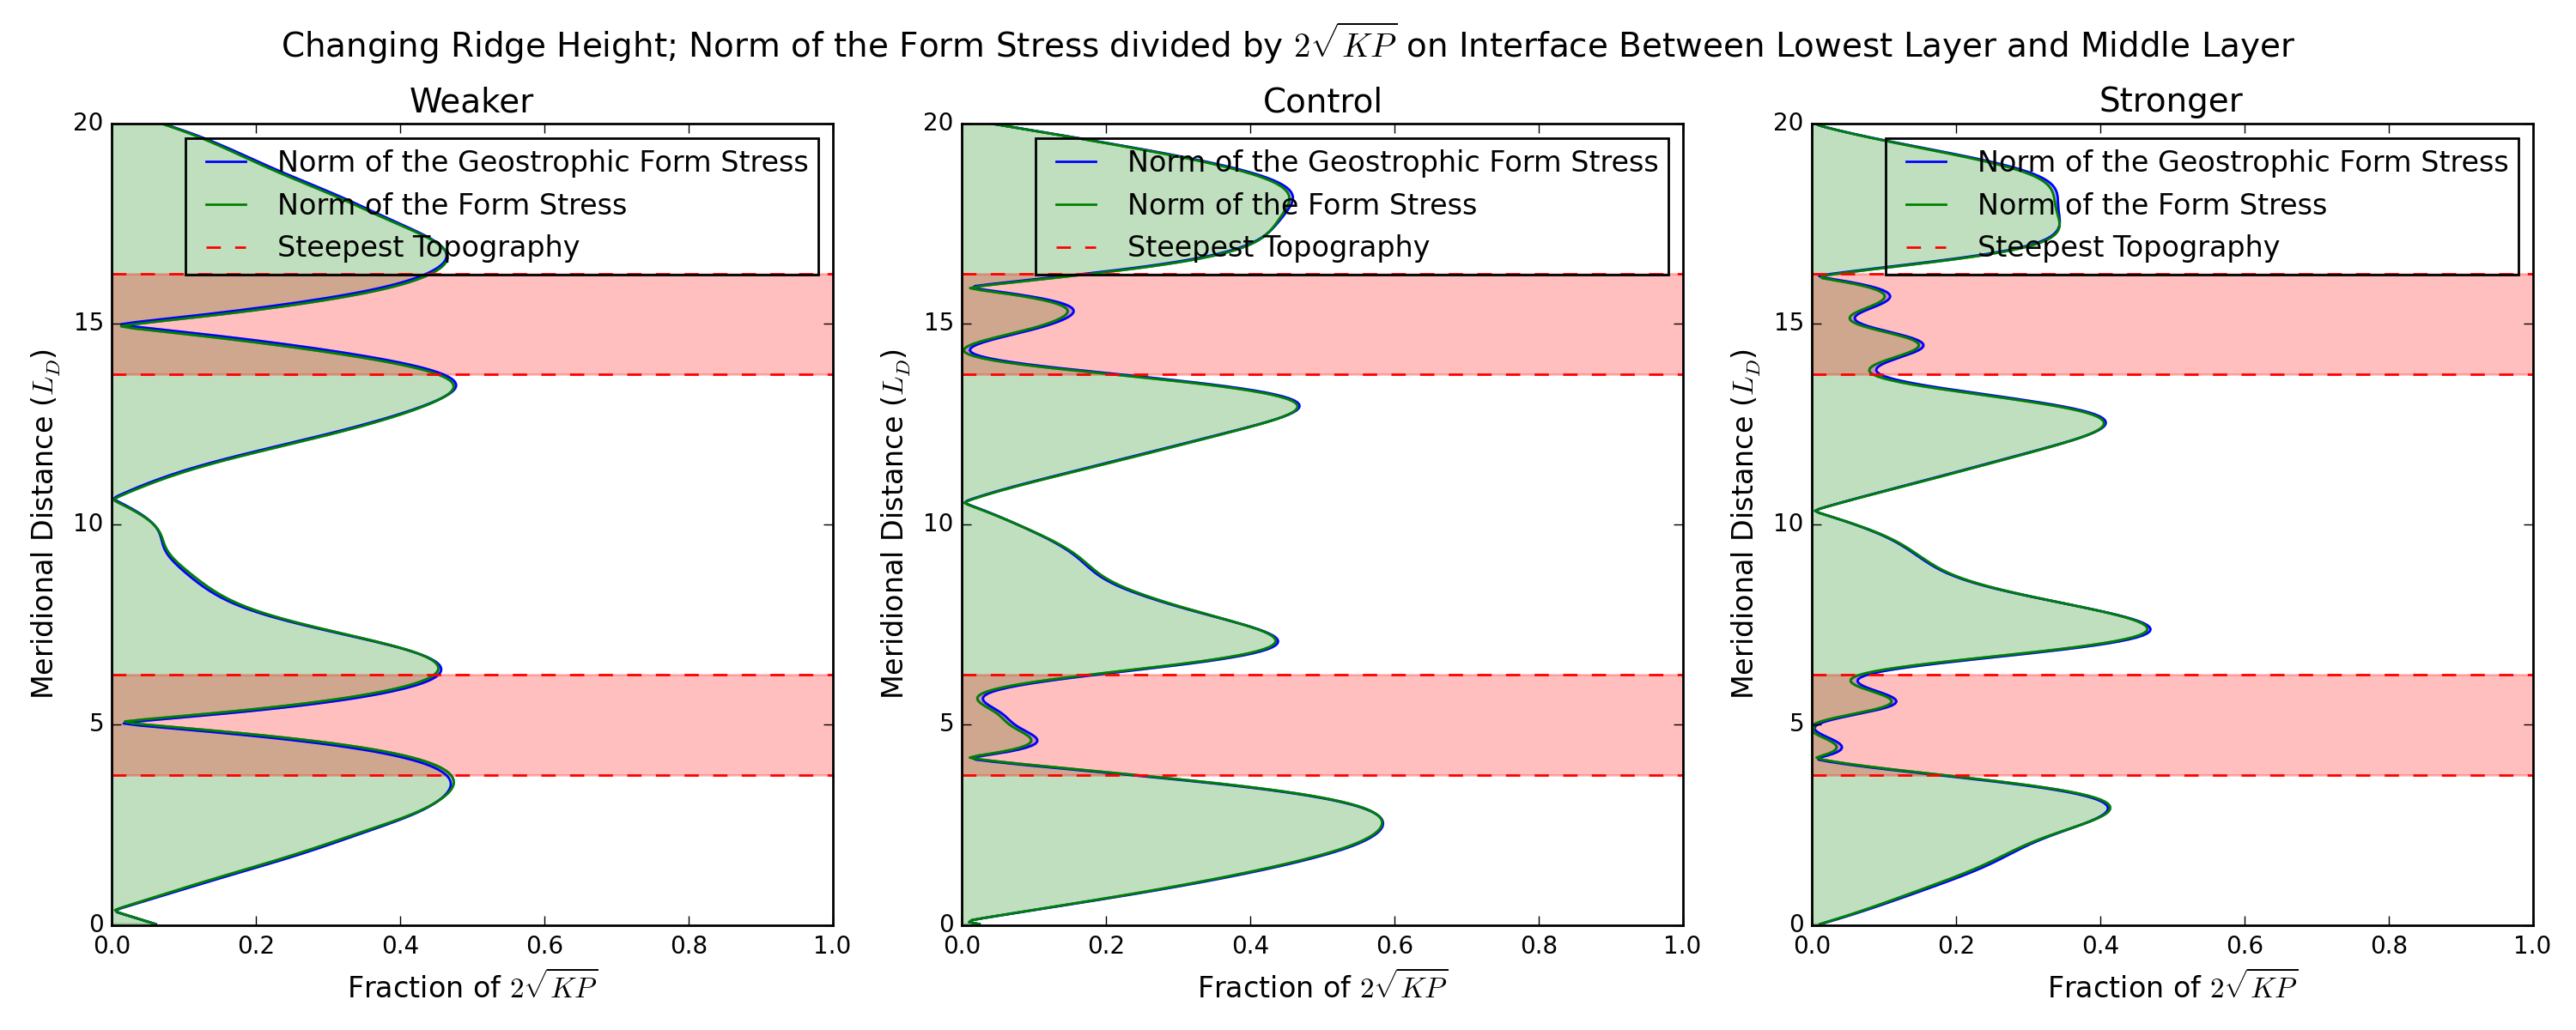 Changing Ridge Height; Norm of the Form Stress divided by 2√KP on Interface Between Lowest Layer and Middle Layer
Weaker
Norm of the Geostrophic Form Stress
Norm of the Form Stress
Steepest Topography
Meridional Distance (L_D)
20
15
10
5
0
0.0 0.2 0.4 0.6 0.8 1.0
Fraction of 2√KP
Control
Norm of the Geostrophic Form Stress
Norm of the Form Stress
Steepest Topography
Meridional Distance (L_D)
20
15
10
5
0
0.0 0.2 0.4 0.6 0.8 1.0
Fraction of 2√KP
Stronger
Norm of the Geostrophic Form Stress
Norm of the Form Stress
Steepest Topography
Meridional Distance (L_D)
20
15
10
5
0
0.0 0.2 0.4 0.6 0.8 1.0
Fraction of 2√KP